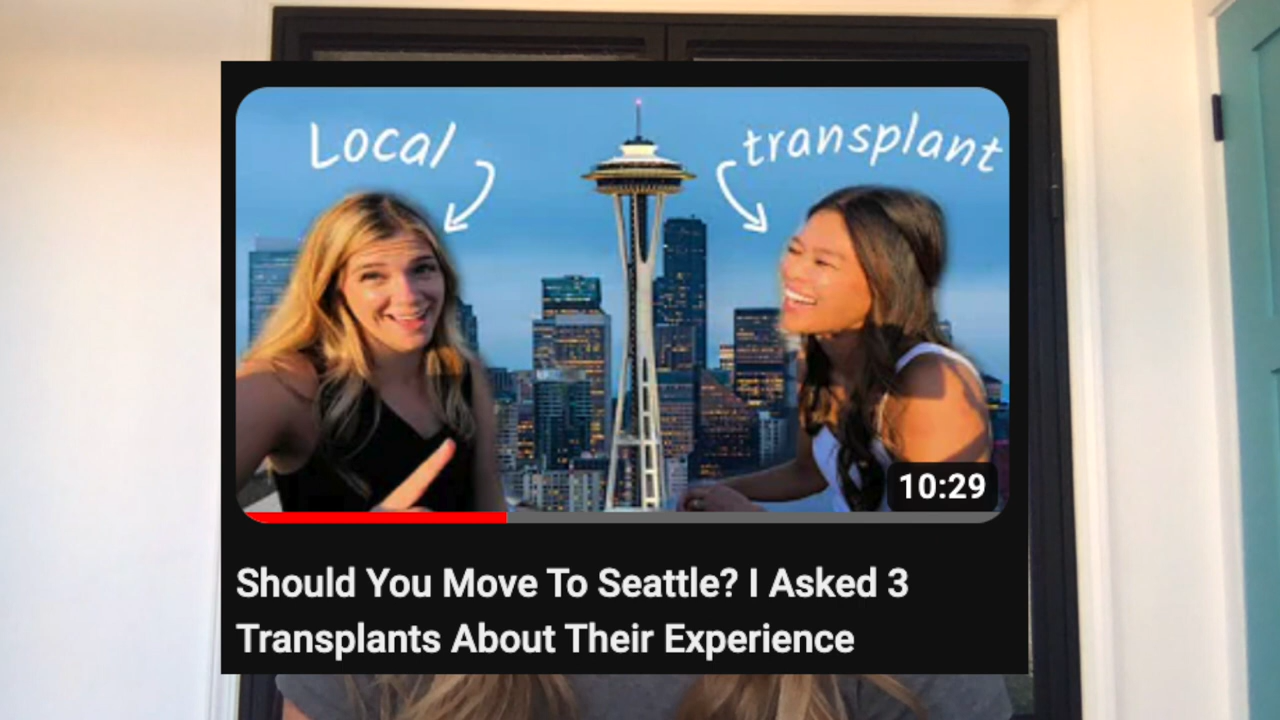 Local
transplant
10:29
Should You Move To Seattle? I Asked 3
Transplants About Their Experience